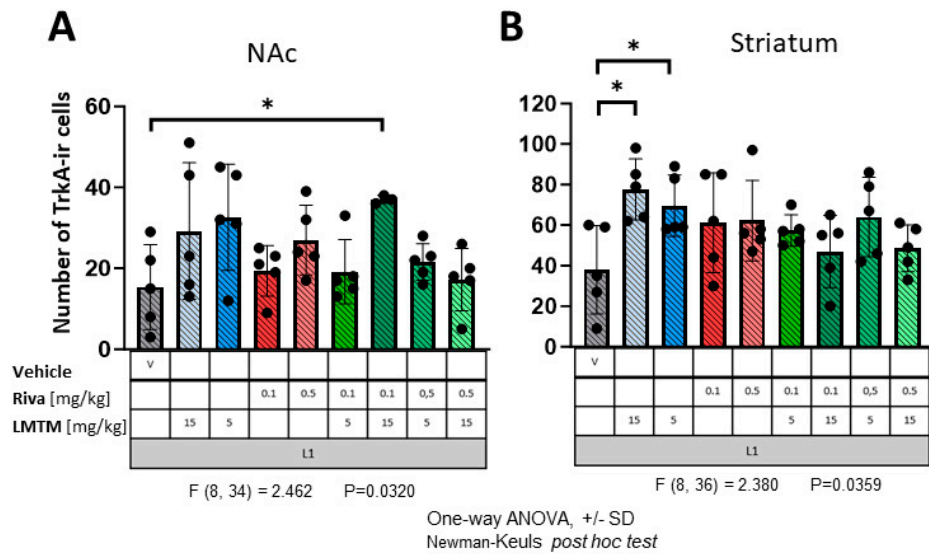 A
NAc
*
Number of TrkA-ir cells
60
40
20
0
Vehicle V
Riva [mg/kg] 0.1 0.5 0.1 0.1 0,5 0.5
LMTM [mg/kg] 15 5 5 15 5 15
L1
F (8, 34) = 2.462 P=0.0320
B
Striatum
*
*
120
100
80
60
40
20
0
V
0.1 0.5 0.1 0.1 0,5 0.5
15 5 5 15 5 15
L1
F (8, 36) = 2.380 P=0.0359
One-way ANOVA, +/- SD
Newman-Keuls post hoc test